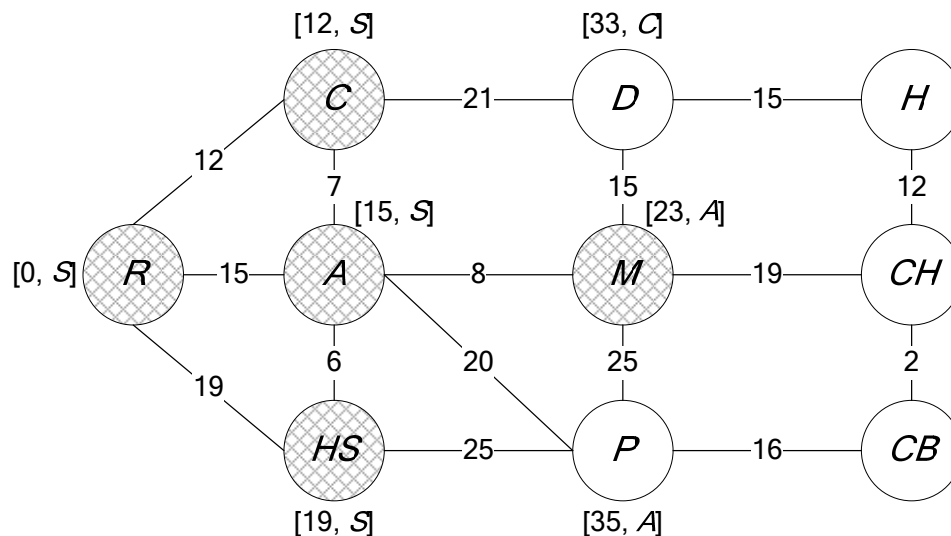 [12, S] [33, C]
C 21 D 15 H
12 7 15 12
[15, S] [23, A]
[0, S] R 15 A 8 M 19 CH
19 6 20 25 2
HS 25 P 16 CB
[19, S] [35, A]